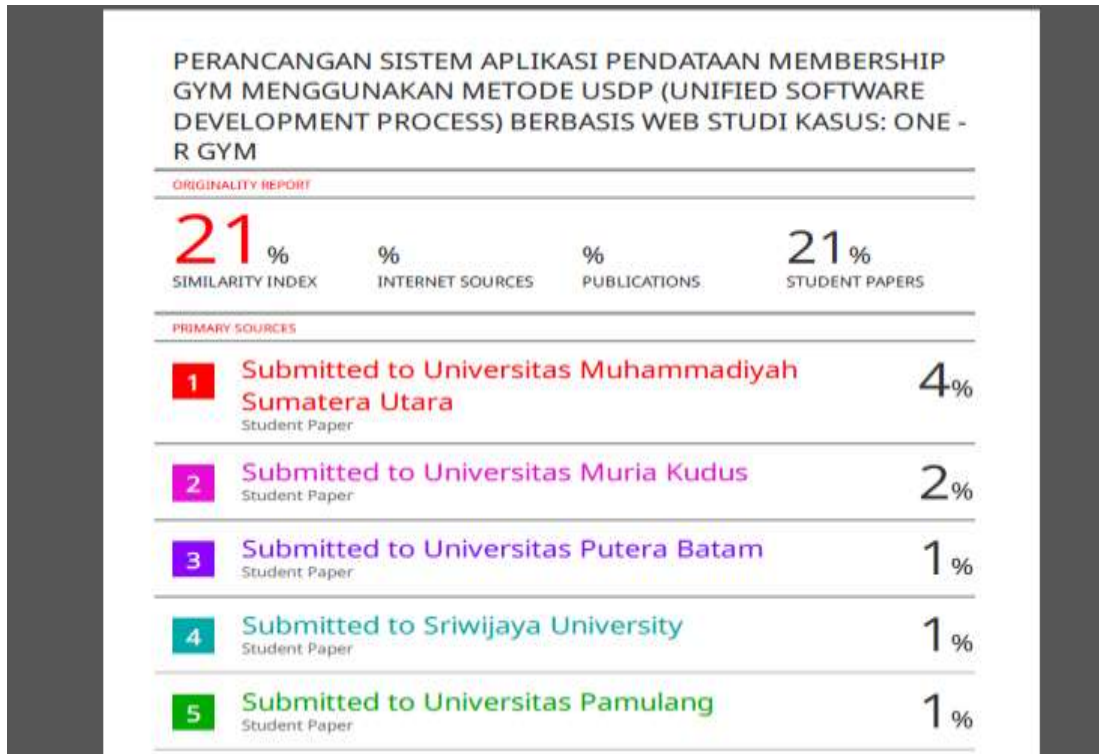 PERANCANGAN SISTEM APLIKASI PENDATAAN MEMBERSHIP
GYM MENGGUNAKAN METODE USDP (UNIFIED SOFTWARE
DEVELOPMENT PROCESS) BERBASIS WEB STUDI KASUS: ONE -
R GYM
ORIGINALITY REPORT
21% % % 21%
SIMILARITY INDEX INTERNET SOURCES PUBLICATIONS STUDENT PAPERS
PRIMARY SOURCES
1 Submitted to Universitas Muhammadiyah 4%
Sumatera Utara
Student Paper
2 Submitted to Universitas Muria Kudus 2%
Student Paper
3 Submitted to Universitas Putera Batam 1%
Student Paper
4 Submitted to Sriwijaya University 1%
Student Paper
5 Submitted to Universitas Pamulang 1%
Student Paper